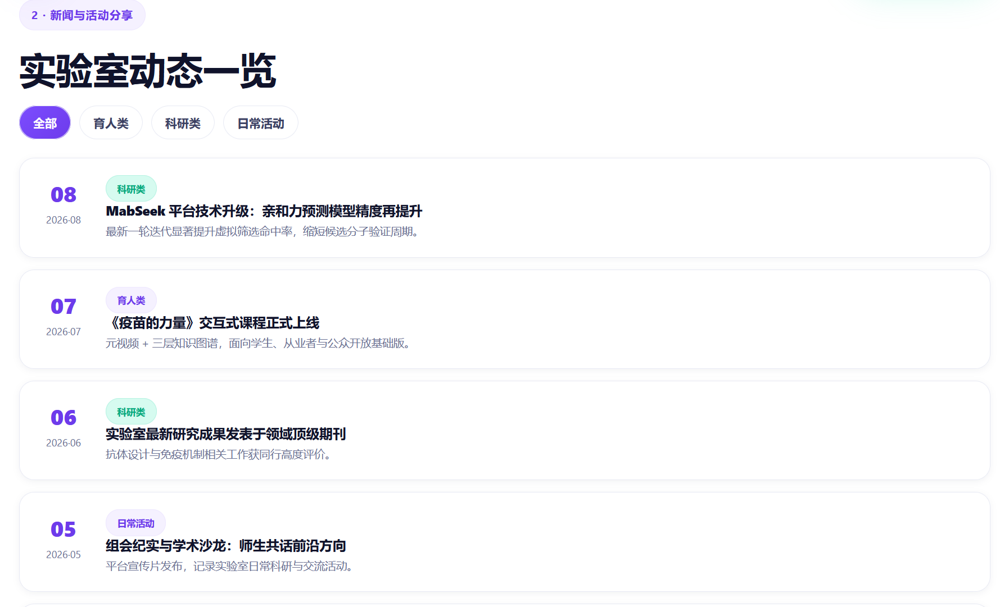 2 · 新闻与活动分享
实验室动态一览
全部 育人类 科研类 日常活动
08
2026·08
科研类
MabSeek 平台技术升级：亲和力预测模型精度再提升
最新一轮迭代显著提升虚拟筛选命中率，缩短候选分子验证周期。
07
2026·07
育人类
《疫苗的力量》交互式课程正式上线
元视频 + 三层知识图谱，面向学生、从业者与公众开放基础版。
06
2026·06
科研类
实验室最新研究成果发表于领域顶级期刊
抗体设计与免疫机制相关工作获同行高度评价。
05
2026·05
日常活动
组会纪实与学术沙龙：师生共话前沿方向
平台宣传片发布，记录实验室日常科研与交流活动。